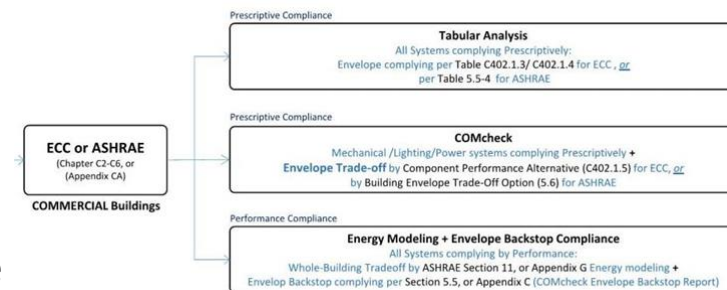 Prescriptive Compliance
Tabular Analysis
All Systems complying Prescriptively:
Envelope complying per Table C402.1.3/ C402.1.4 for ECC , or
per Table 5.5-4 for ASHRAE
Prescriptive Compliance
COMcheck
Mechanical /Lighting/Power systems complying Prescriptively +
Envelope Trade-off by Component Performance Alternative (C402.1.5) for ECC, or
by Building Envelope Trade-Off Option (5.6) for ASHRAE
ECC or ASHRAE
(Chapter C2-C6, or
(Appendix CA)
COMMERCIAL Buildings
Performance Compliance
Energy Modeling + Envelope Backstop Compliance
All Systems complying by Performance:
Whole-Building Tradeoff by ASHRAE Section 11, or Appendix G Energy modeling +
Envelop Backstop complying per Section 5.5, or Appendix C (COMcheck Envelope Backstop Report)